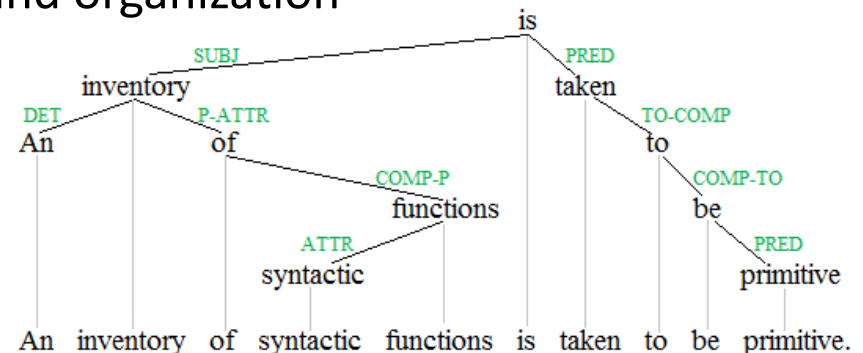 and organization
is
SUBJ PRED
inventory taken
DET P-ATTR TO-COMP
An of to
COMP-P COMP-TO
functions be
ATTR PRED
syntactic primitive
An inventory of syntactic functions is taken to be primitive.